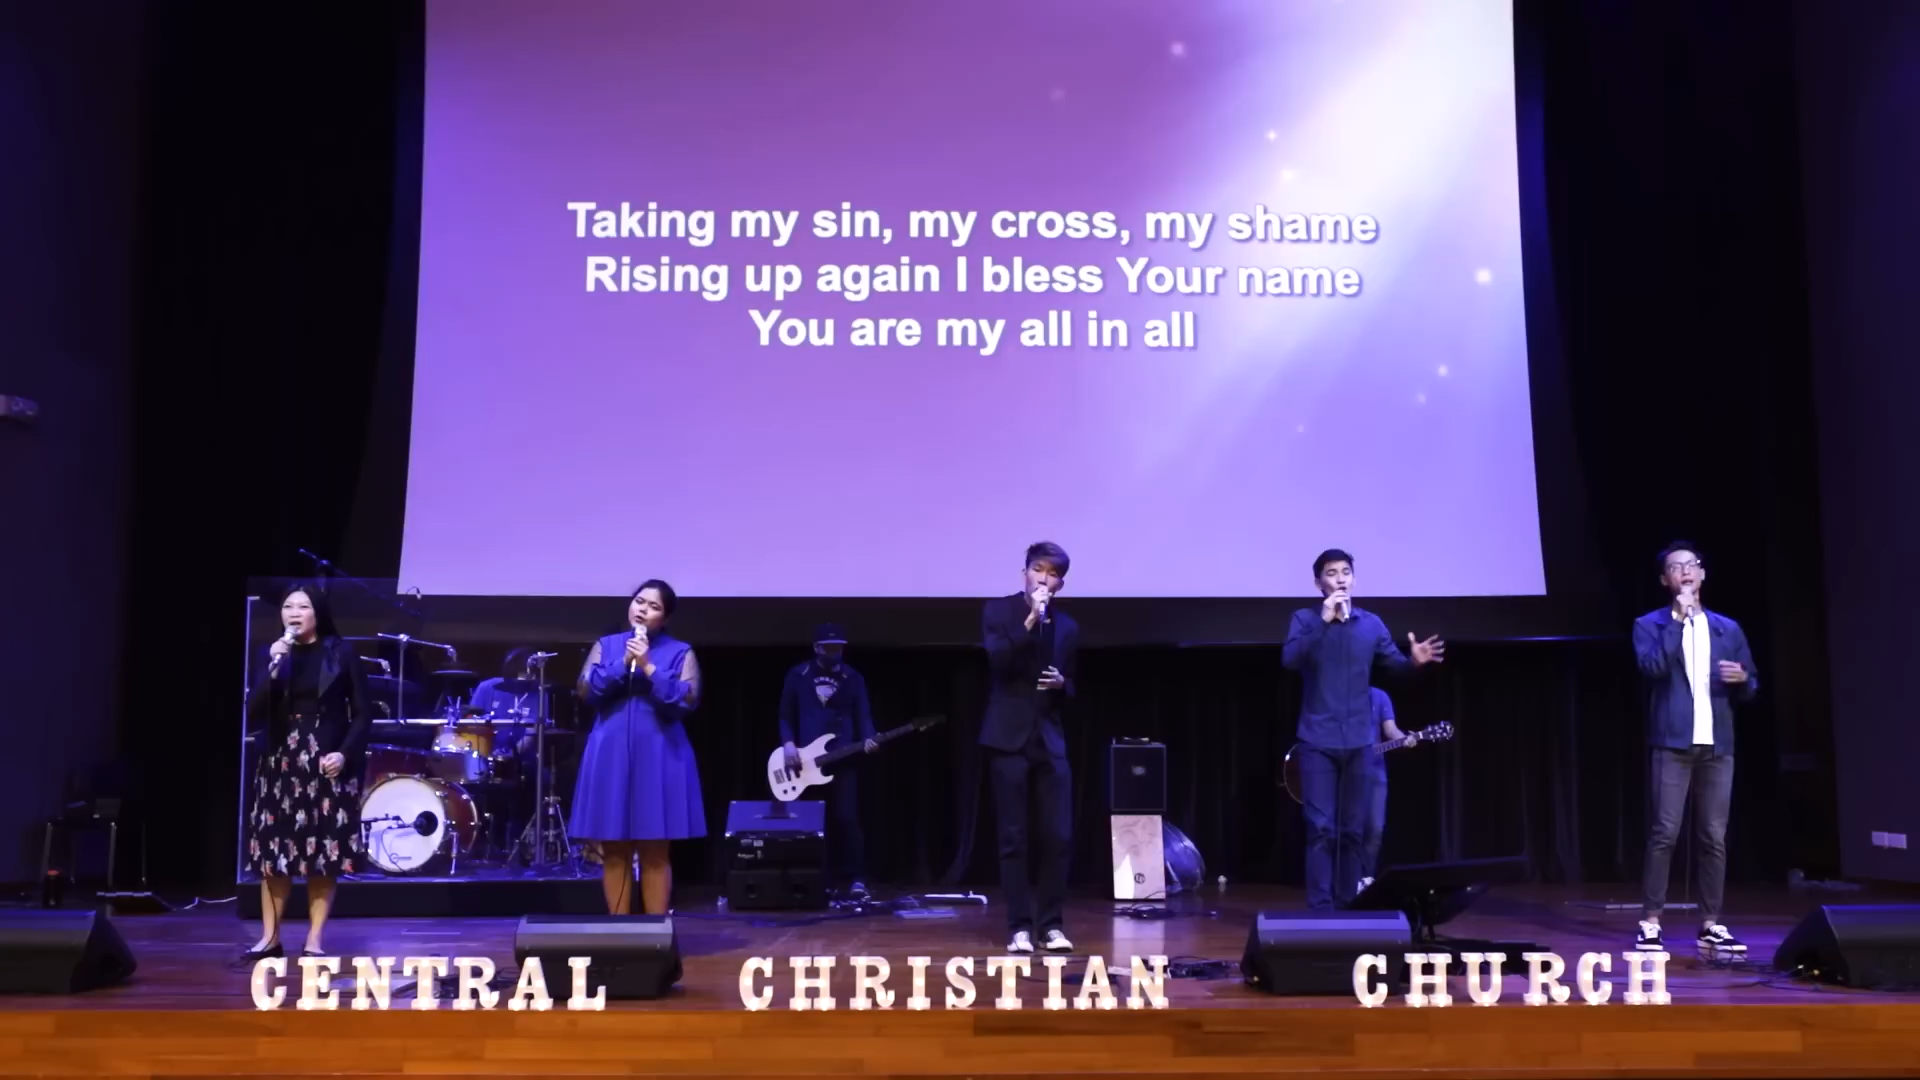 Taking my sin, my cross, my shame
Rising up again I bless Your name
You are my all in all
CENTRAL CHRISTIAN CHURCH